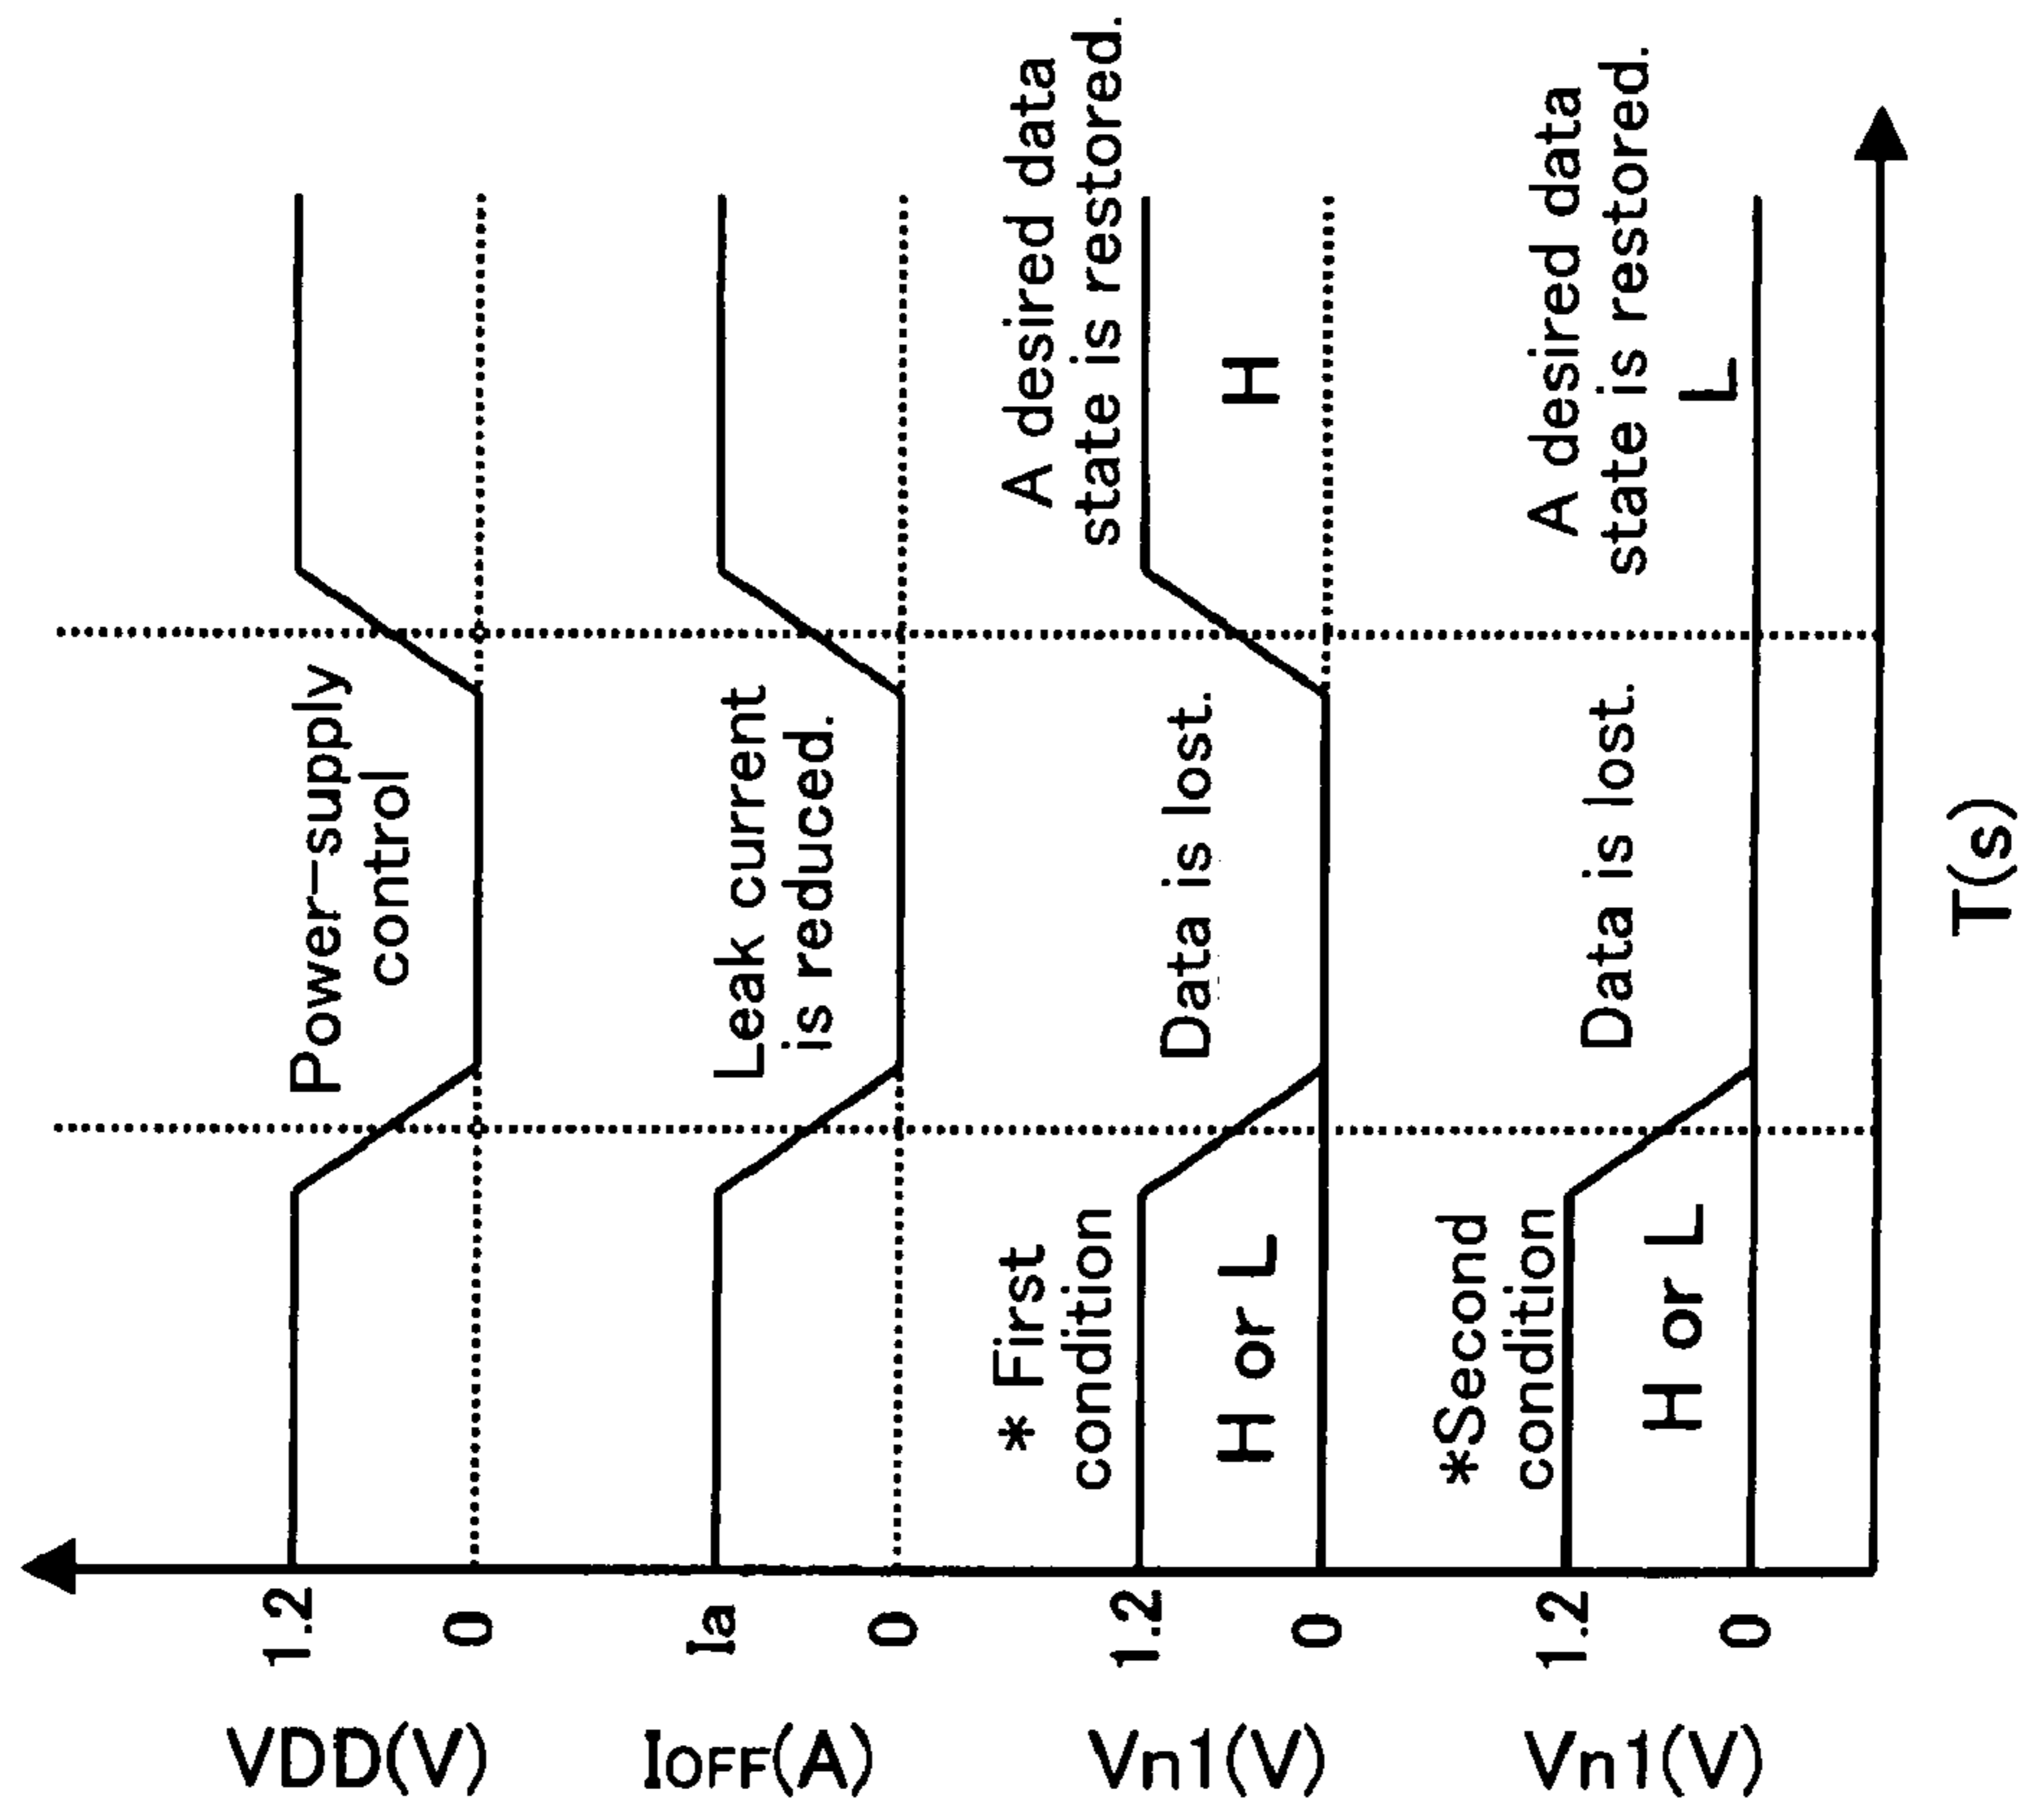 VDD(V)
1.2
0
Power-supply
control
IOFF(A)
Ia
0
Leak current
is reduced.
Vn1(V)
1.2
0
* First
condition
H or L
Data is lost.
A desired data
state is restored.
H
Vn1(V)
1.2
0
*Second
condition
H or L
Data is lost.
A desired data
state is restored.
L
T(s)